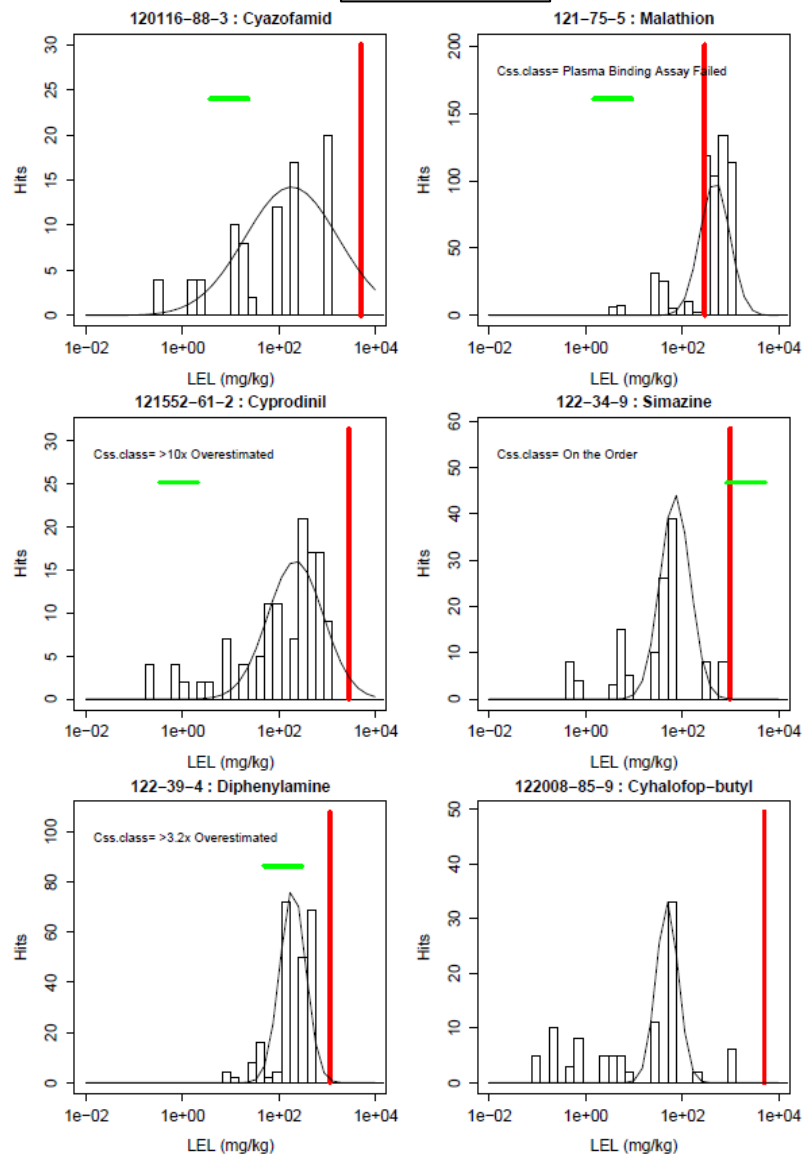 120116-88-3 : Cyazofamid
Hits
30
25
20
15
10
5
0
1e-02 1e+00 1e+02 1e+04
LEL (mg/kg)
121-75-5 : Malathion
Css.class= Plasma Binding Assay Failed
Hits
200
150
100
50
0
1e-02 1e+00 1e+02 1e+04
LEL (mg/kg)
121552-61-2 : Cyprodinil
Css.class= >10x Overestimated
Hits
30
25
20
15
10
5
0
1e-02 1e+00 1e+02 1e+04
LEL (mg/kg)
122-34-9 : Simazine
Css.class= On the Order
Hits
60
50
40
30
20
10
0
1e-02 1e+00 1e+02 1e+04
LEL (mg/kg)
122-39-4 : Diphenylamine
Css.class= >3.2x Overestimated
Hits
100
80
60
40
20
0
1e-02 1e+00 1e+02 1e+04
LEL (mg/kg)
122008-85-9 : Cyhalofop-butyl
Hits
50
40
30
20
10
0
1e-02 1e+00 1e+02 1e+04
LEL (mg/kg)